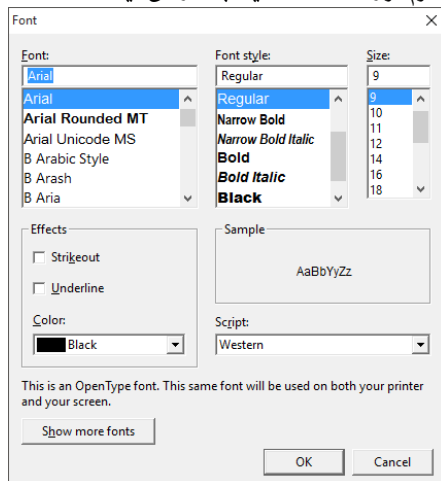 Font
Font: Font style: Size:
Arial Regular 9
Arial Regular 9
Arial Rounded MT Narrow Bold 10
Arial Unicode MS Narrow Bold Italic 11
B Arabic Style Bold 12
B Arash Bold Italic 14
B Aria Black 16
18
Effects Sample
Strikeout
Underline
AaBbYyZz
Color: Script:
Black Western
This is an OpenType font. This same font will be used on both your printer
and your screen.
Show more fonts
OK Cancel